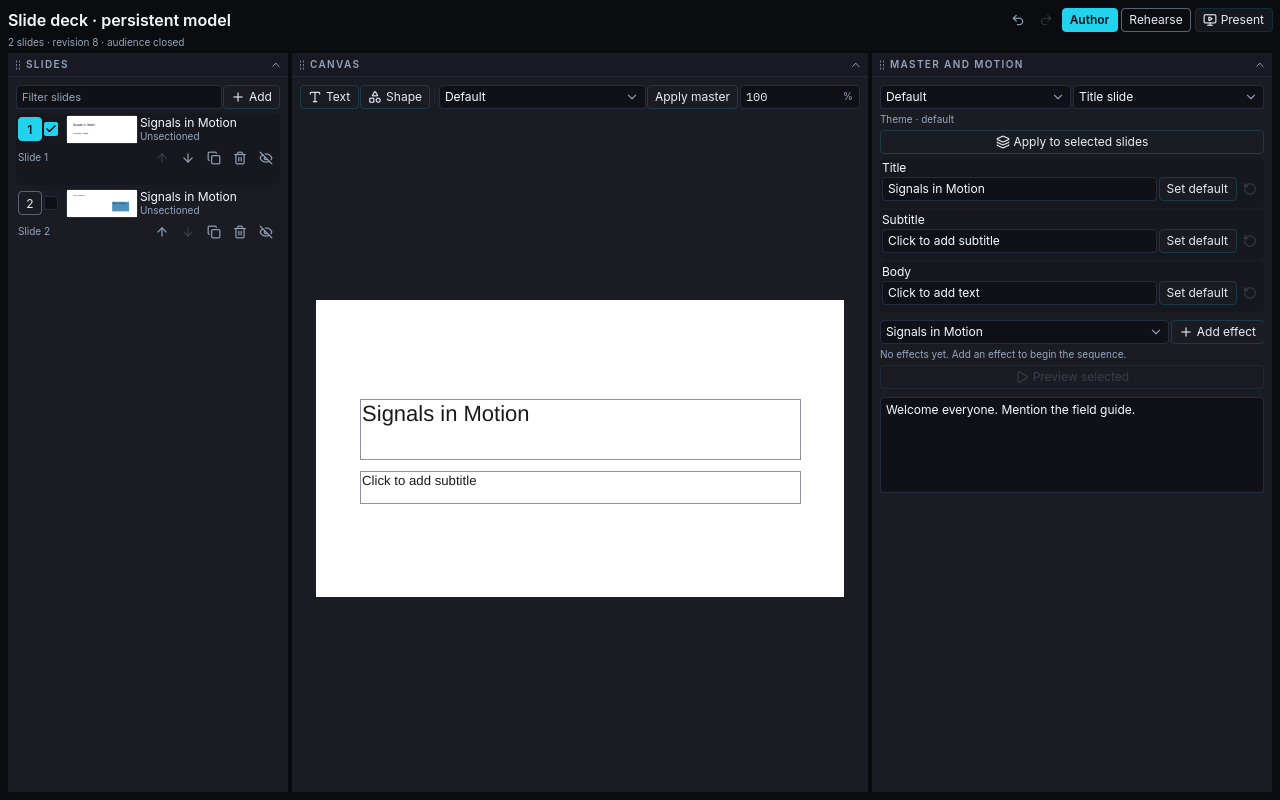 Slide deck · persistent model
Author
Rehearse
Present
2 slides · revision 8 · audience closed
SLIDES
Filter slides
Add
1
Signals in Motion
Unsectioned
Slide 1
2
Signals in Motion
Unsectioned
Slide 2
CANVAS
Text
Shape
Default
Apply master
100
%
Signals in Motion
Click to add subtitle
MASTER AND MOTION
Default
Title slide
Theme · default
Apply to selected slides
Title
Signals in Motion
Set default
Subtitle
Click to add subtitle
Set default
Body
Click to add text
Set default
Signals in Motion
Add effect
No effects yet. Add an effect to begin the sequence.
Preview selected
Welcome everyone. Mention the field guide.